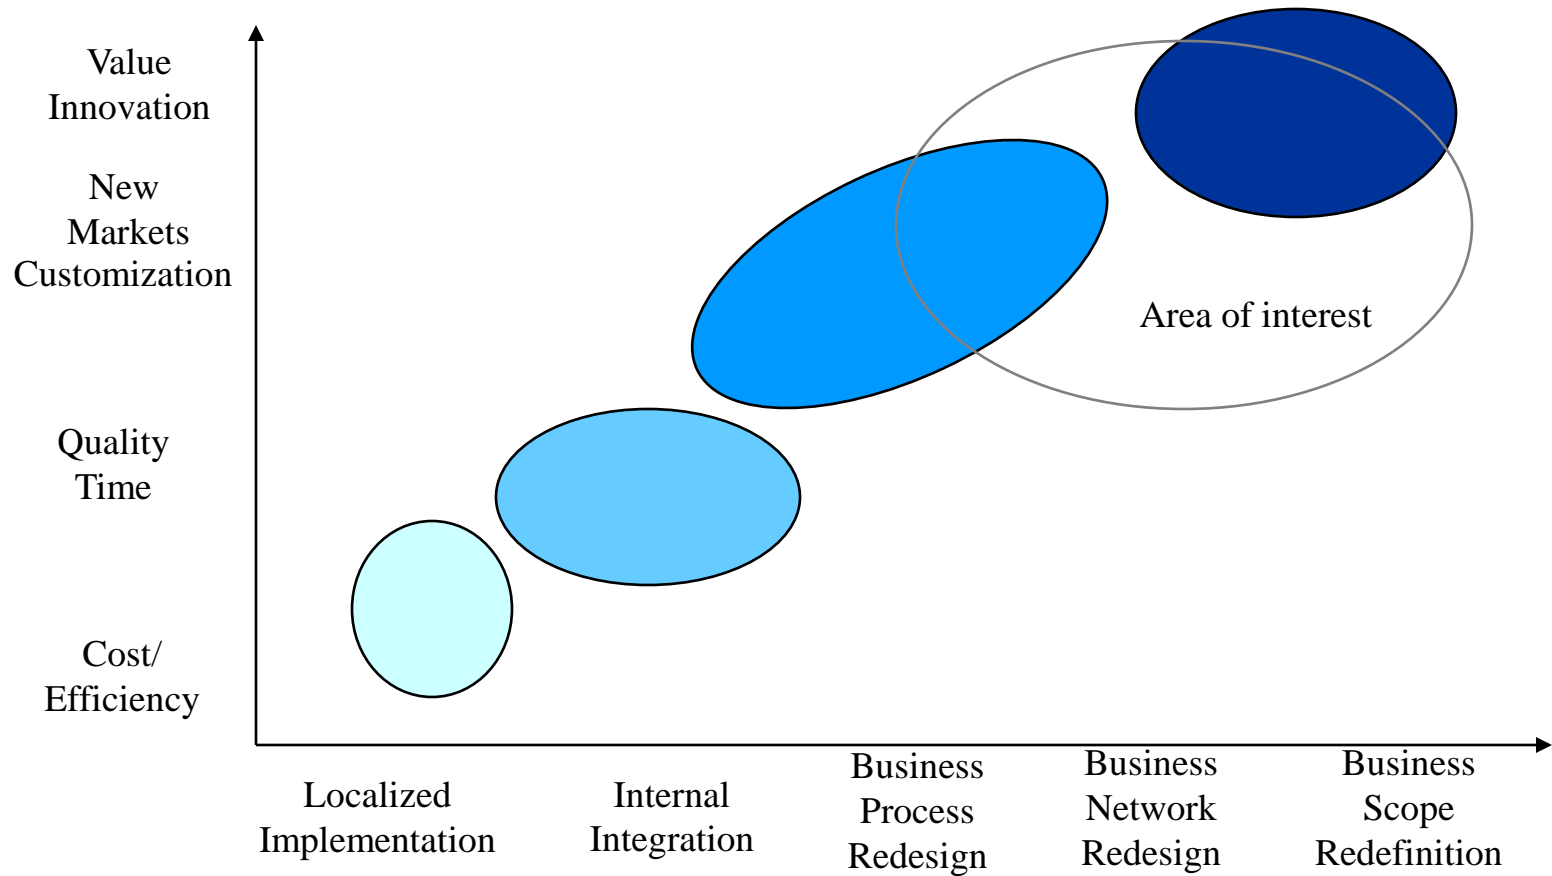 Value
Innovation
New
Markets
Customization
Area of interest
Quality
Time
Cost/
Efficiency
Localized
Implementation
Internal
Integration
Business
Process
Redesign
Business
Network
Redesign
Business
Scope
Redefinition